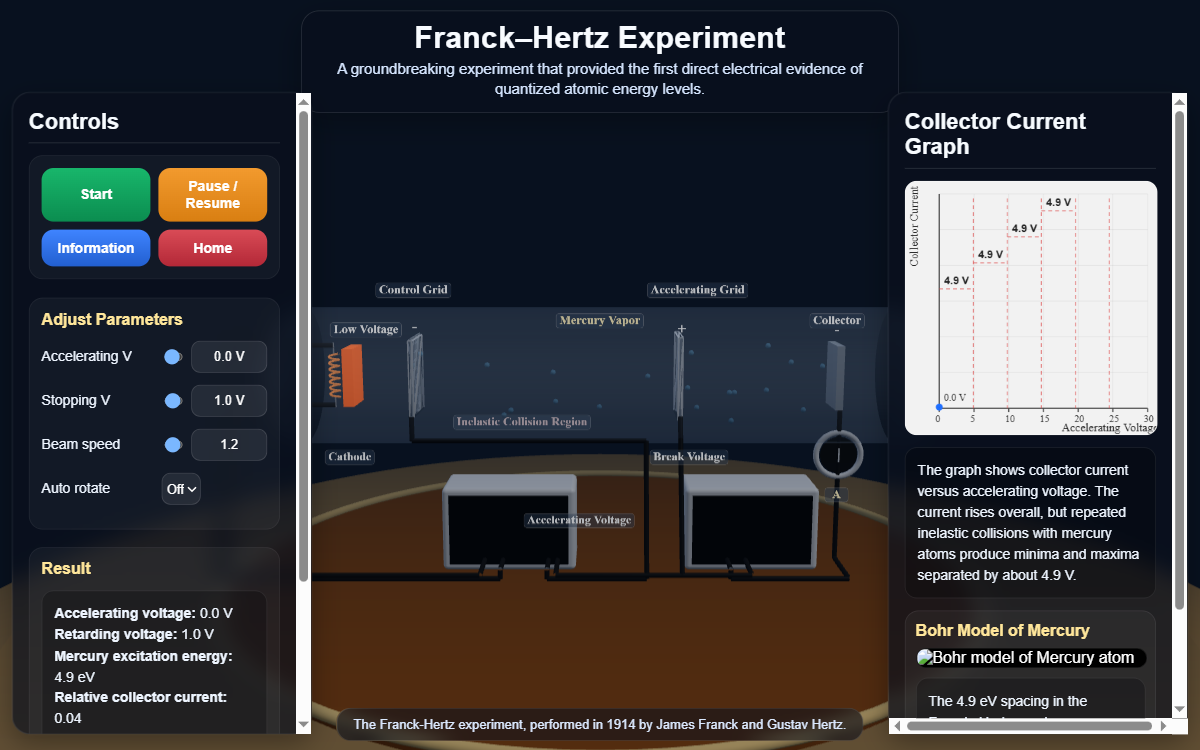 Franck–Hertz Experiment
A groundbreaking experiment that provided the first direct electrical evidence of
quantized atomic energy levels.
Controls
Start
Pause /
Resume
Information
Home
Adjust Parameters
Accelerating V
0.0 V
Stopping V
1.0 V
Beam speed
1.2
Auto rotate
Off
Result
Accelerating voltage: 0.0 V
Retarding voltage: 1.0 V
Mercury excitation energy:
4.9 eV
Relative collector current:
0.04
Control Grid
Accelerating Grid
Mercury Vapor
Collector
Low Voltage
-
+
-
Inelastic Collision Region
Cathode
Break Voltage
A
Accelerating Voltage
The Franck-Hertz experiment, performed in 1914 by James Franck and Gustav Hertz.
Collector Current
Graph
Collector Current
4.9 V
4.9 V
4.9 V
4.9 V
0.0 V
0 5 10 15 20 25 30
Accelerating Voltage
The graph shows collector current
versus accelerating voltage. The
current rises overall, but repeated
inelastic collisions with mercury
atoms produce minima and maxima
separated by about 4.9 V.
Bohr Model of Mercury
Bohr model of Mercury atom
The 4.9 eV spacing in the